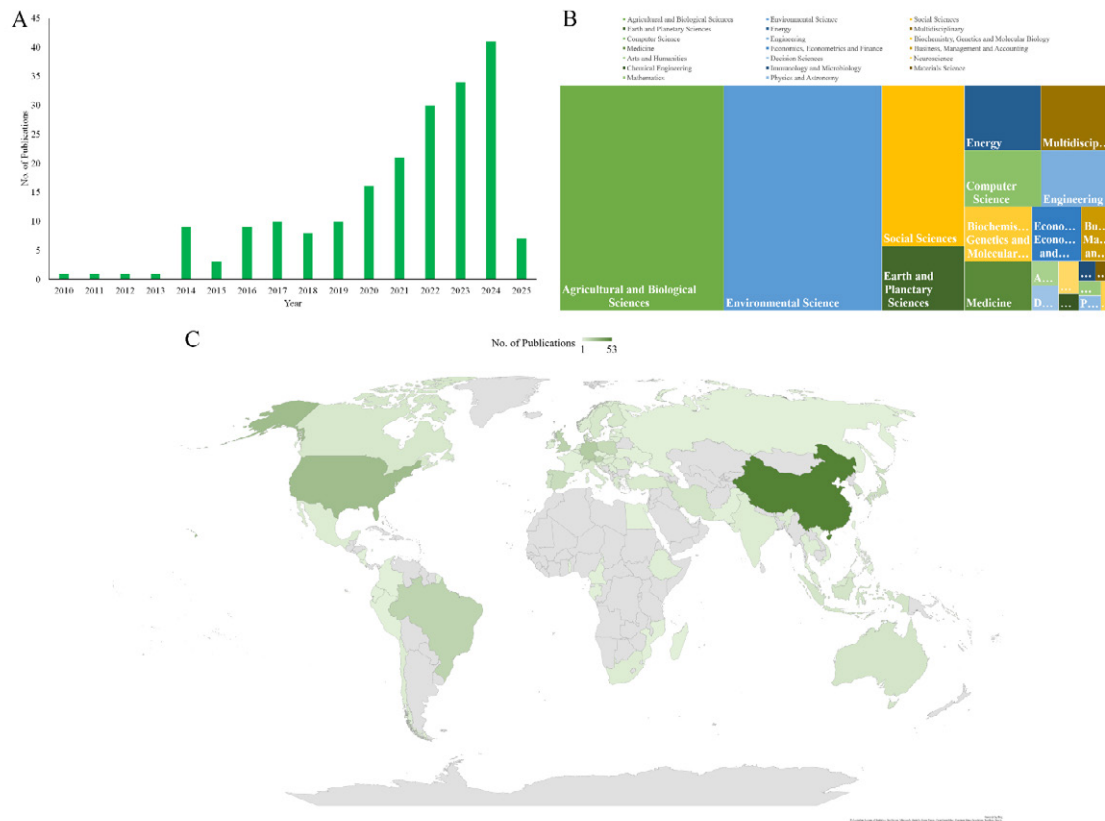 A
45
40
35
30
25
20
15
10
5
0
No. of Publications
2010 2011 2012 2013 2014 2015 2016 2017 2018 2019 2020 2021 2022 2023 2024 2025
Year
B
Agricultural and Biological Sciences Environmental Science Social Sciences
Earth and Planetary Sciences Energy Multidisciplinary
Computer Science Engineering Biochemistry, Genetics and Molecular Biology
Medicine Economics, Econometrics and Finance Business, Management and Accounting
Arts and Humanities Decision Sciences Neuroscience
Chemical Engineering Immunology and Microbiology Materials Science
Mathematics Physics and Astronomy
Agricultural and Biological
Sciences
Environmental Science
Social Sciences
Earth and
Planetary
Sciences
Energy
Multidiscip...
Computer
Science
Engineering
Biochemis...
Genetics and
Molecular...
Econo...
Econo...
and...
Bu...
Ma...
an...
Medicine
A...
D...
...
...
...
...
P...
C
No. of Publications
1 53